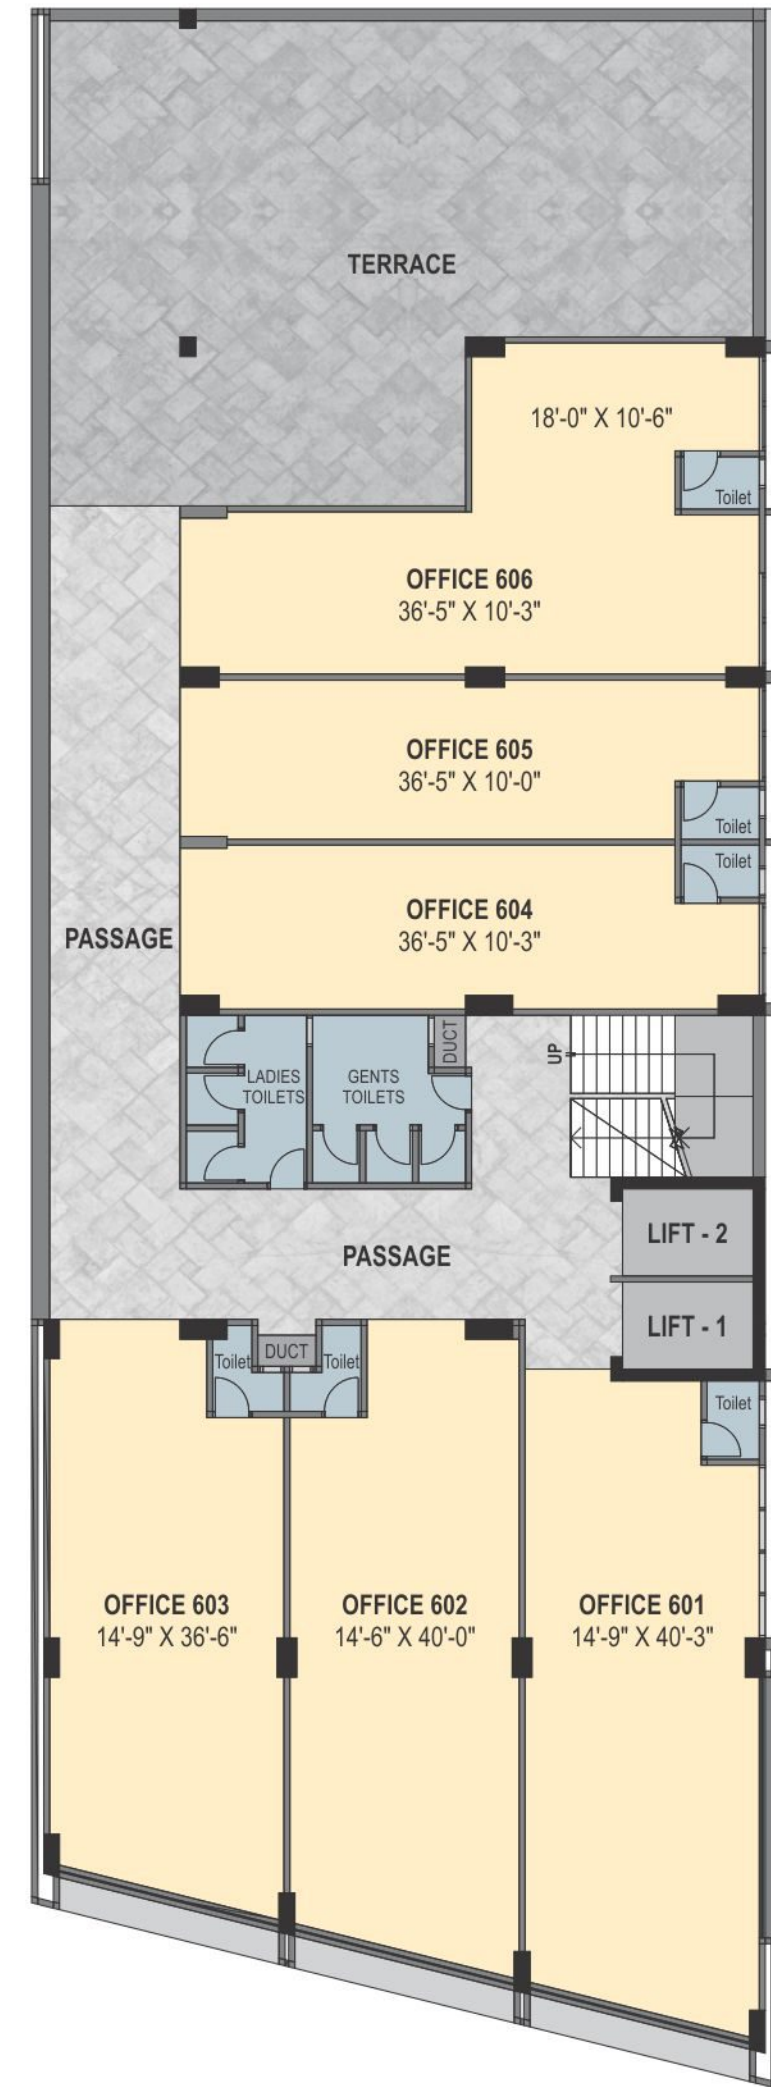 TERRACE
18'-0" X 10'-6"
Toilet
OFFICE 606
36'-5" X 10'-3"
OFFICE 605
36'-5" X 10'-0"
Toilet
Toilet
OFFICE 604
36'-5" X 10'-3"
PASSAGE
DUCT
UP
LADIES
TOILETS
GENTS
TOILETS
LIFT - 2
PASSAGE
LIFT - 1
Toilet
DUCT
Toilet
Toilet
OFFICE 603
14'-9" X 36'-6"
OFFICE 602
14'-6" X 40'-0"
OFFICE 601
14'-9" X 40'-3"